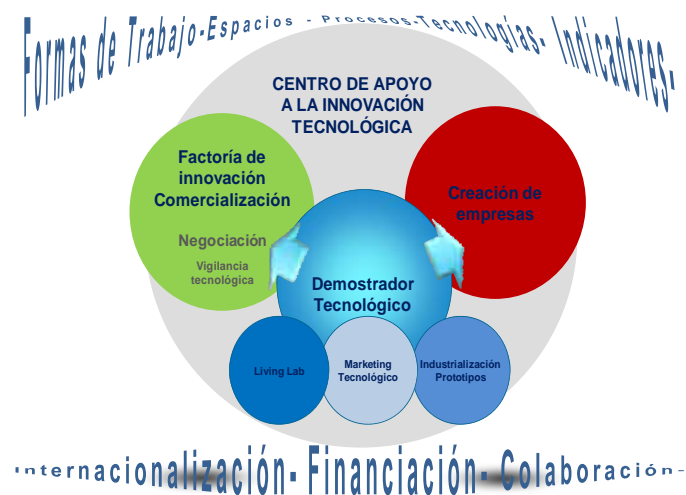 Formas de Trabajo-Espacios - Procesos-Tecnologías- Indicadores-
CENTRO DE APOYO
A LA INNOVACIÓN
TECNOLÓGICA
Factoría de
innovación
Comercialización
Negociación
Vigilancia
tecnológica
Creación de
empresas
Demostrador
Tecnológico
Living Lab
Marketing
Tecnológico
Industrialización
Prototipos
Internacionalización- Financiación- Colaboración-